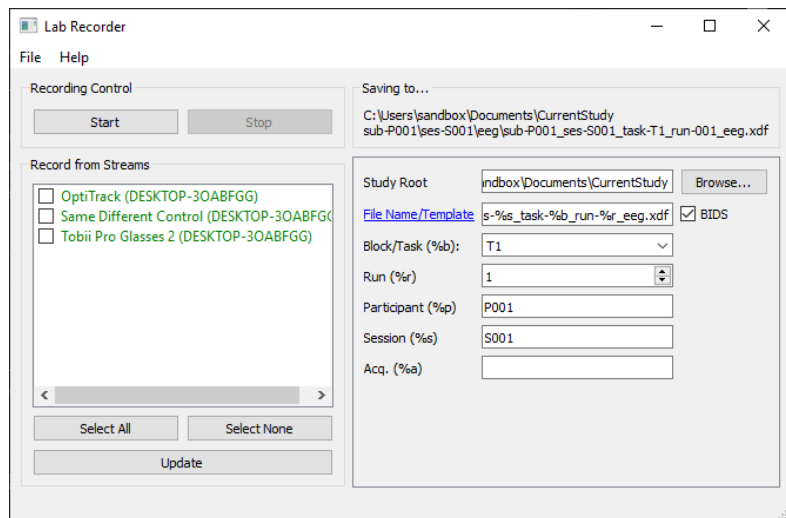 Lab Recorder
File Help
Recording Control
Start Stop
Record from Streams
OptiTrack (DESKTOP-3OABFGG)
Same Different Control (DESKTOP-3OABFG(
Tobii Pro Glasses 2 (DESKTOP-3OABFGG)
Select All Select None
Update
Saving to...
C:\Users\sandbox\Documents\CurrentStudy
sub-P001\ses-S001\eeg\sub-P001_ses-S001_task-T1_run-001_eeg.xdf
Study Root ndbox\Documents\CurrentStudy Browse...
File Name/Template s-%s_task-%b_run-%r_eeg.xdf BIDS
Block/Task (%b): T1
Run (%r) 1
Participant (%p) P001
Session (%s) S001
Acq. (%a)